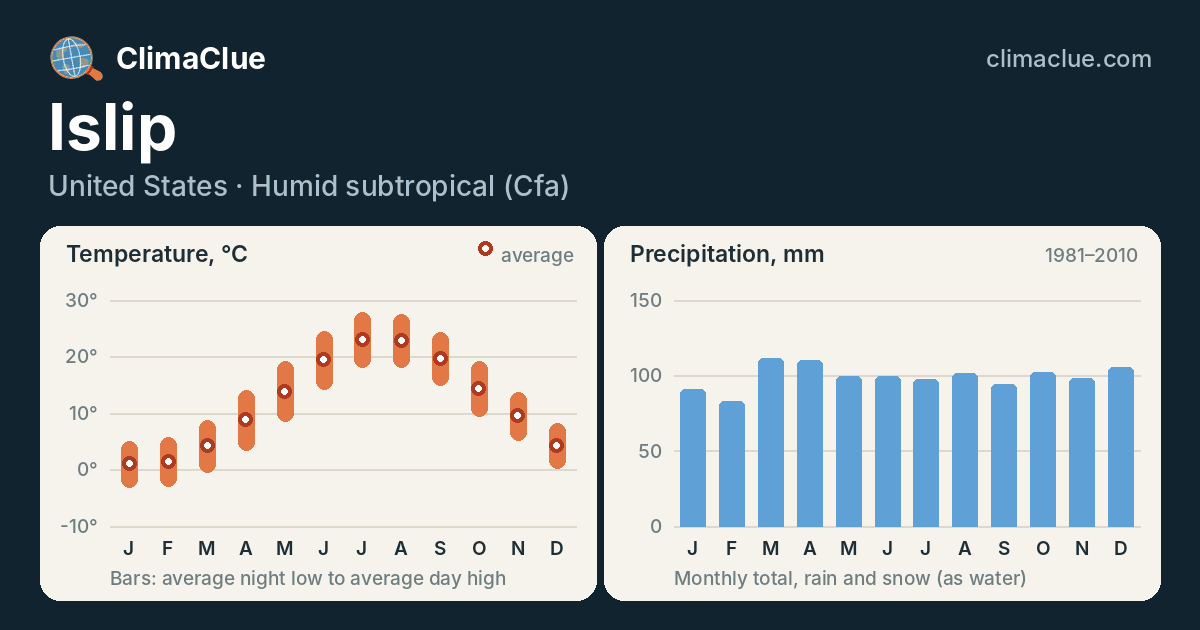 ClimaClue
climaclue.com
Islip
United States · Humid subtropical (Cfa)
Temperature, °C
average
30°
20°
10°
0°
-10°
J F M A M J J A S O N D
Bars: average night low to average day high
Precipitation, mm
1981–2010
150
100
50
0
J F M A M J J A S O N D
Monthly total, rain and snow (as water)